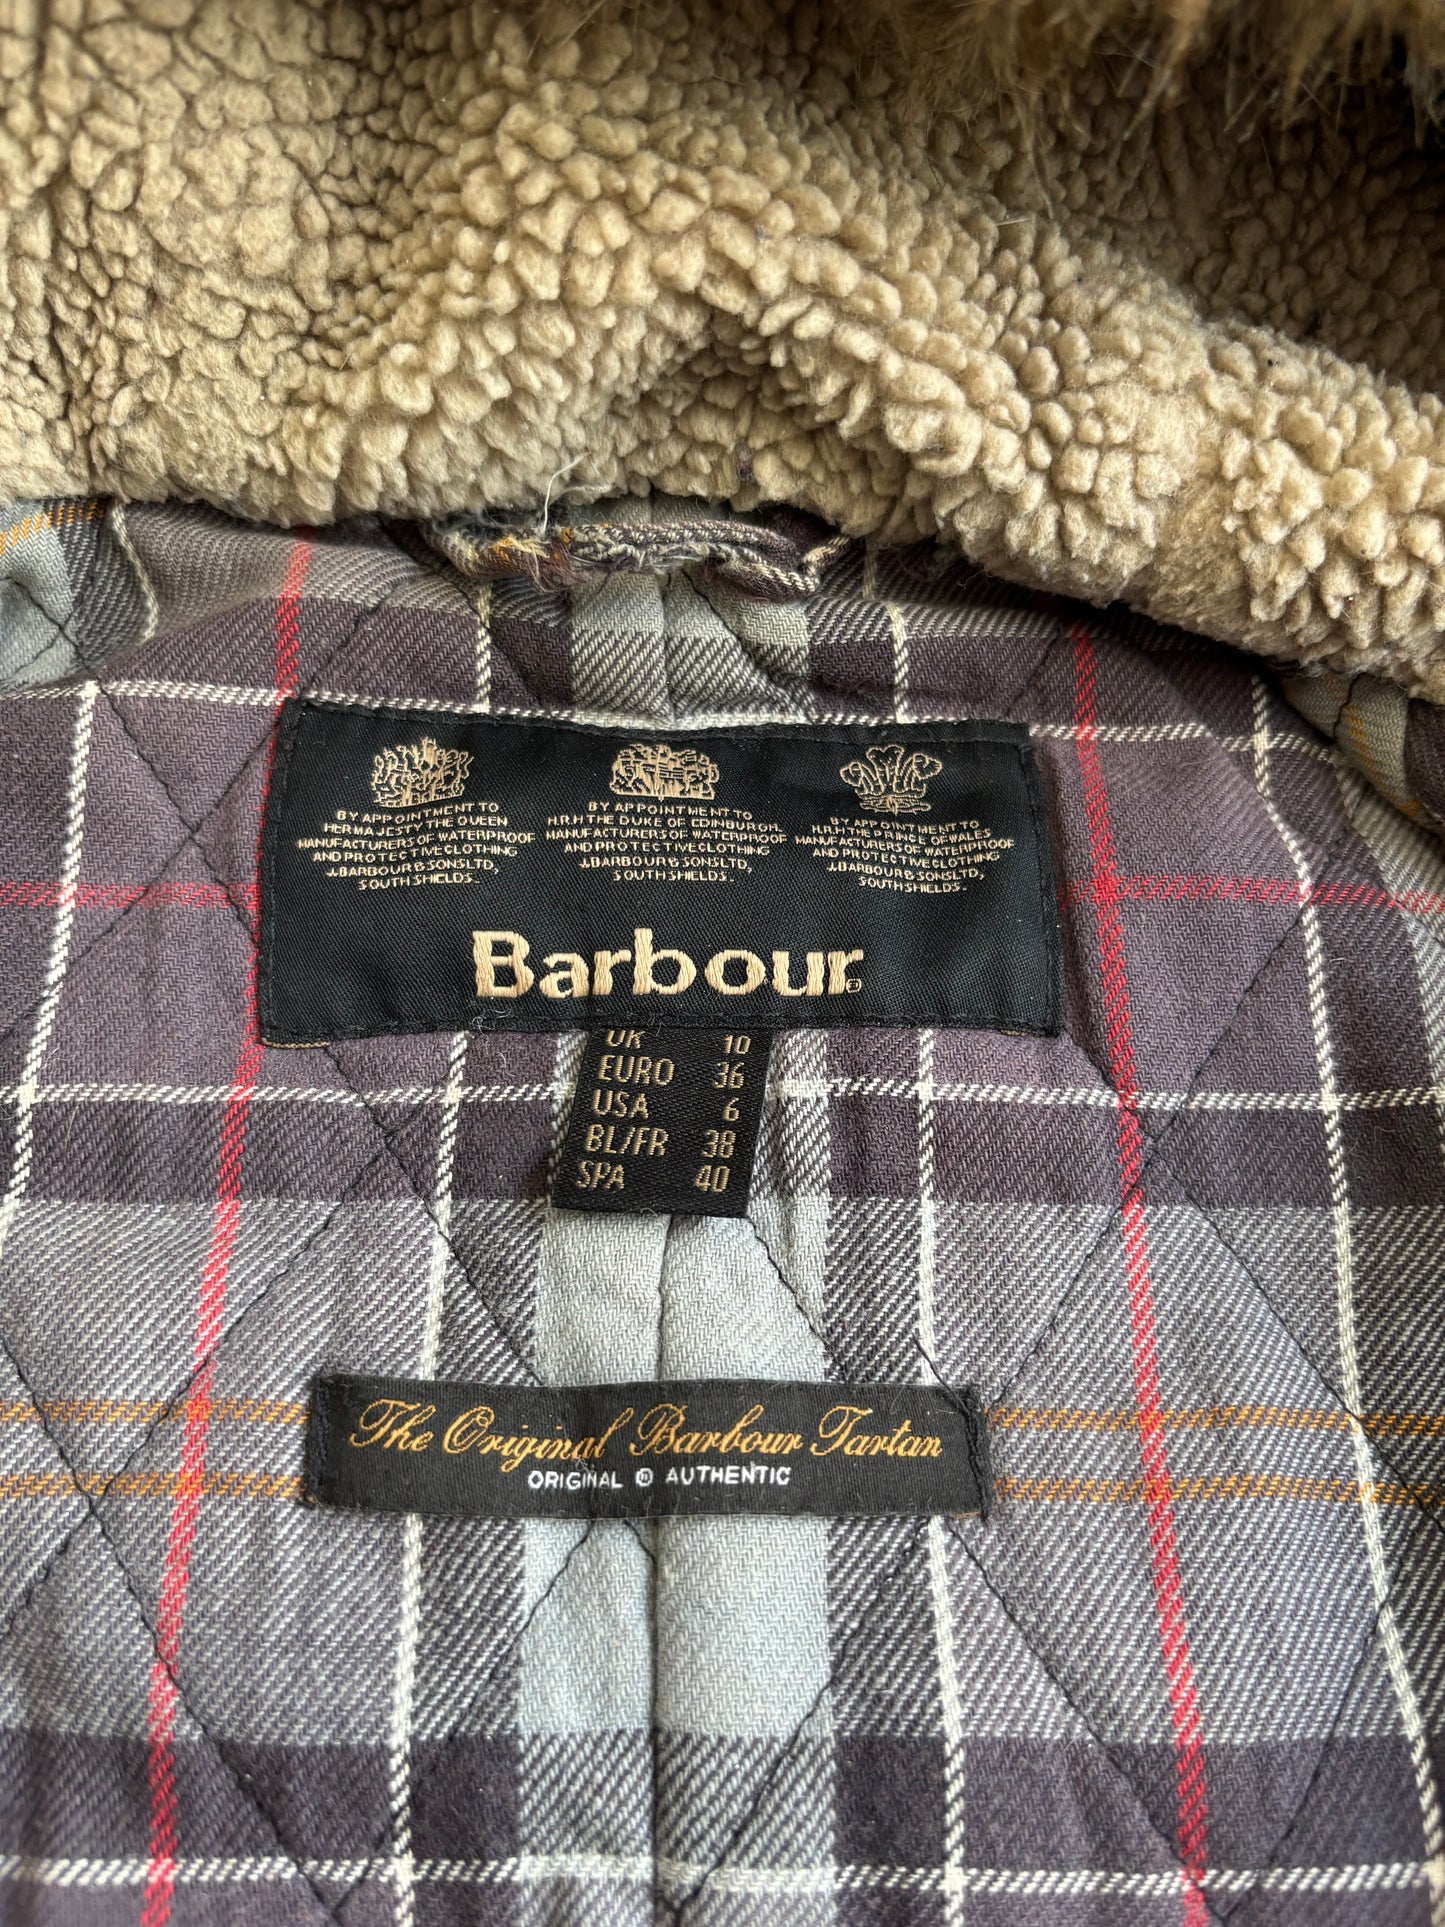 BY APPOINTMENT TO
HER MAJESTY THE QUEEN
MANUFACTURERS OF WATERPROOF
AND PROTECTIVE CLOTHING
J.BARBOUR & SONS LTD,
SOUTH SHIELDS.
BY APPOINTMENT TO
H.R.H THE DUKE OF EDINBURGH.
MANUFACTURERS OF WATERPROOF
AND PROTECTIVE CLOTHING
J.BARBOUR & SONS LTD,
SOUTH SHIELDS.
BY APPOINTMENT TO
H.R.H THE PRINCE OF WALES
MANUFACTURERS OF WATERPROOF
AND PROTECTIVE CLOTHING
J.BARBOUR & SONS LTD,
SOUTH SHIELDS.
Barbour®
UK 10
EURO 36
USA 6
BL/FR 38
SPA 40
The Original Barbour Tartan
ORIGINAL ® AUTHENTIC